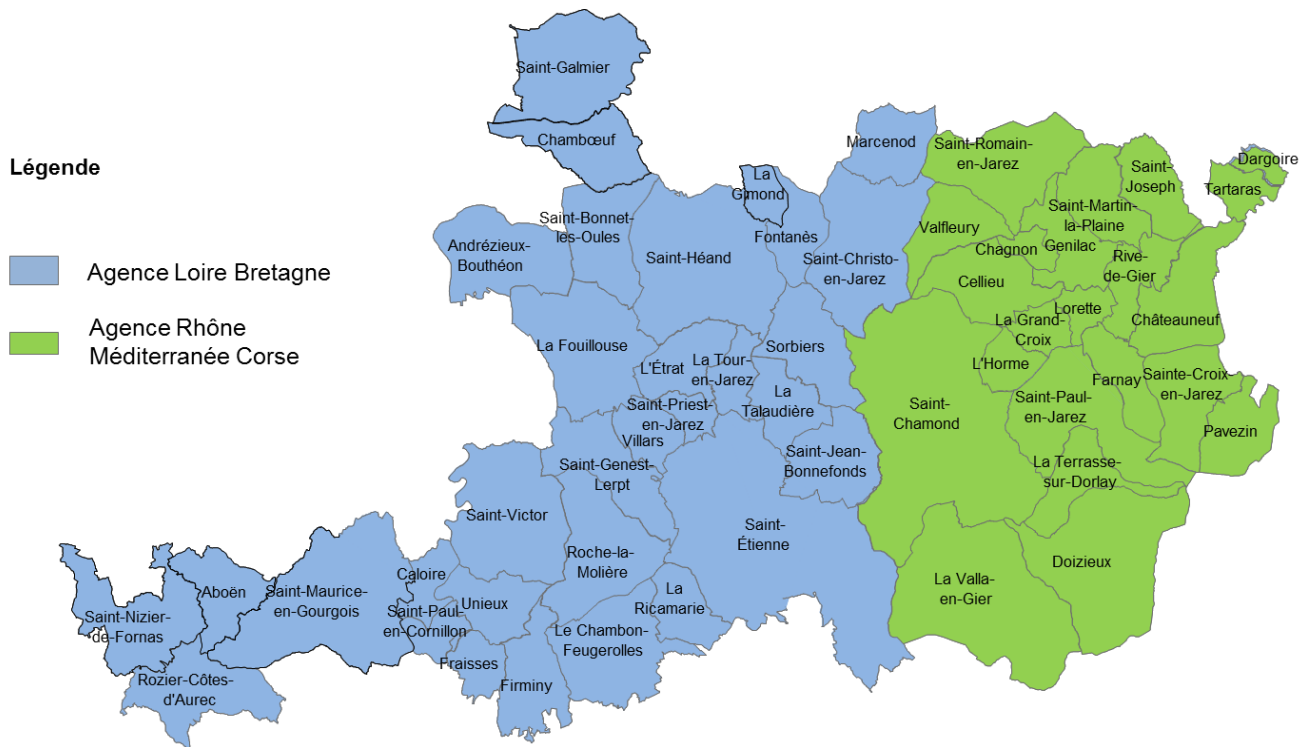 Légende
Agence Loire Bretagne
Agence Rhône
Méditerranée Corse
Saint-Galmier
Chambœuf
Marcenod
Saint-Romain-
en-Jarez
Saint-
Joseph
Dargoire
Tartaras
La
Gimond
Saint-Bonnet-
les-Oules
Andrézieux-
Bouthéon
Saint-Héand
Fontanès
Saint-Christo-
en-Jarez
Valfleury
Saint-Martin-
la-Plaine
Chagnon
Genilac
Rive-
de-Gier
Cellieu
La Grand-
Croix
Lorette
Châteauneuf
La Fouillouse
L'Étrat
La Tour-
en-Jarez
Sorbiers
L'Horme
Farnay
Sainte-Croix-
en-Jarez
Saint-Priest-
en-Jarez
La
Talaudière
Saint-
Chamond
Saint-Paul-
en-Jarez
Pavezin
Villars
Saint-Jean-
Bonnefonds
Saint-Genest-
Lerpt
La Terrasse-
sur-Dorlay
Saint-Victor
Saint-
Étienne
Roche-la-
Molière
Doizieux
La Valla-
en-Gier
Caloire
Aboën
Saint-Maurice-
en-Gourgois
Saint-Nizier-
de-Fornas
Saint-Paul-
en-Cornillon
Unieux
La
Ricamarie
Le Chambon-
Feugerolles
Fraisses
Firminy
Rozier-Côtes-
d'Aurec